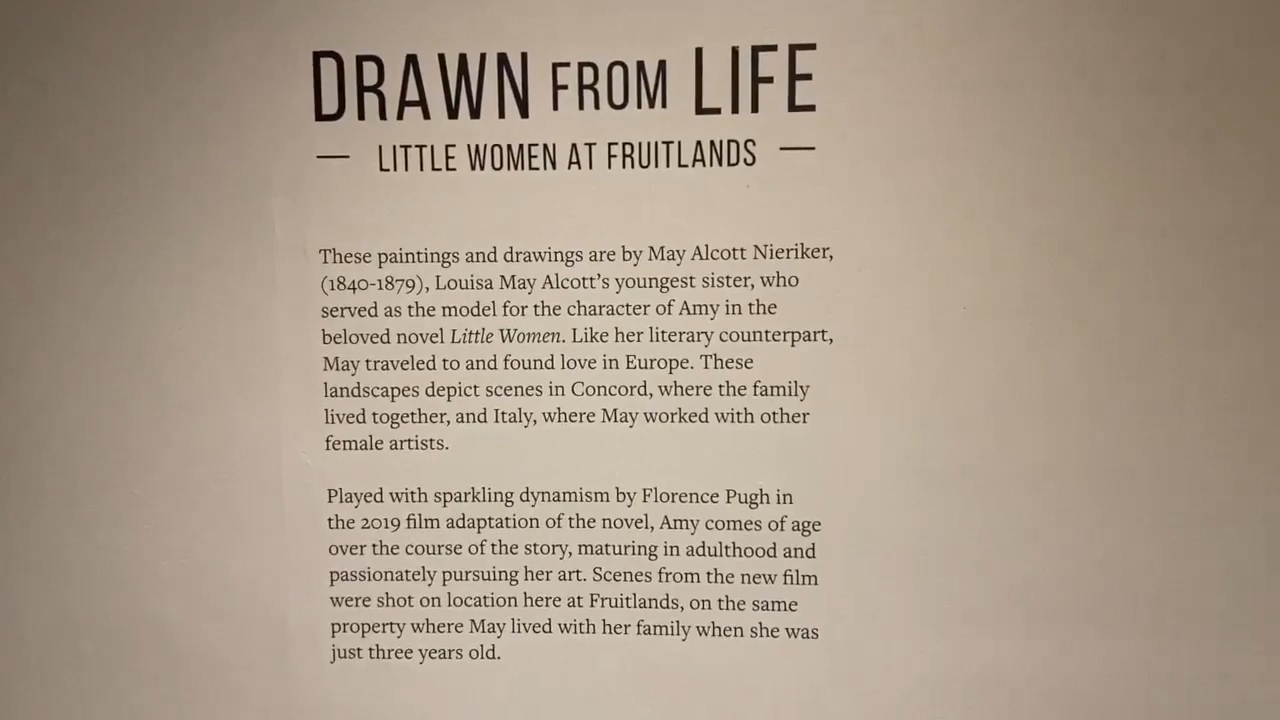 DRAWN FROM LIFE
— LITTLE WOMEN AT FRUITLANDS —
These paintings and drawings are by May Alcott Nieriker,
(1840-1879), Louisa May Alcott’s youngest sister, who
served as the model for the character of Amy in the
beloved novel Little Women. Like her literary counterpart,
May traveled to and found love in Europe. These
landscapes depict scenes in Concord, where the family
lived together, and Italy, where May worked with other
female artists.
Played with sparkling dynamism by Florence Pugh in
the 2019 film adaptation of the novel, Amy comes of age
over the course of the story, maturing in adulthood and
passionately pursuing her art. Scenes from the new film
were shot on location here at Fruitlands, on the same
property where May lived with her family when she was
just three years old.